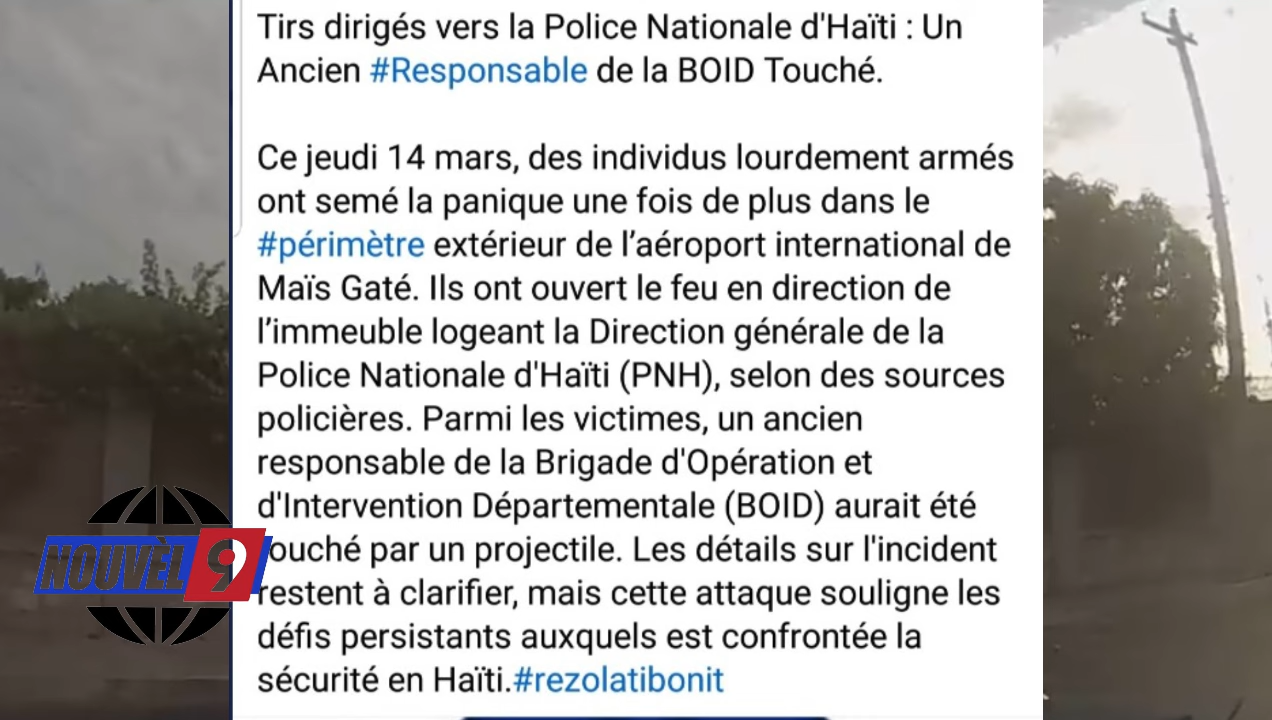 Tirs dirigés vers la Police Nationale d'Haïti : Un
Ancien #Responsable de la BOID Touché.
Ce jeudi 14 mars, des individus lourdement armés
ont semé la panique une fois de plus dans le
#périmètre extérieur de l’aéroport international de
Maïs Gaté. Ils ont ouvert le feu en direction de
l’immeuble logeant la Direction générale de la
Police Nationale d'Haïti (PNH), selon des sources
policières. Parmi les victimes, un ancien
responsable de la Brigade d'Opération et
d'Intervention Départementale (BOID) aurait été
touché par un projectile. Les détails sur l'incident
restent à clarifier, mais cette attaque souligne les
défis persistants auxquels est confrontée la
sécurité en Haïti.#rezolatibonit
NOUVÈL 9